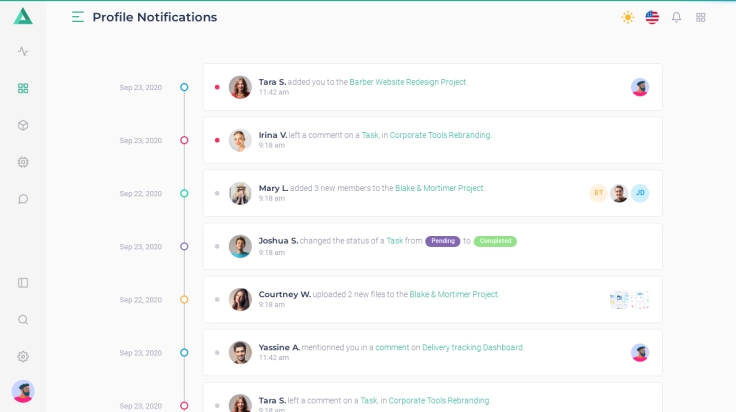 Profile Notifications
Sep 23, 2020
Tara S. added you to the Barber Website Redesign Project
11:42 am
Sep 23, 2020
Irina V. left a comment on a Task, in Corporate Tools Rebranding.
9:18 am
Sep 22, 2020
Mary L. added 3 new members to the Blake & Mortimer Project
9:18 am
BT
JD
Sep 23, 2020
Joshua S. changed the status of a Task from Pending to Completed
9:18 am
Sep 22, 2020
Courtney W. uploaded 2 new files to the Blake & Mortimer Project
9:18 am
Sep 23, 2020
Yassine A. mentionned you in a comment on Delivery tracking Dashboard.
11:42 am
Sep 23, 2020
Tara S. left a comment on a Task, in Corporate Tools Rebranding.
9:18 am